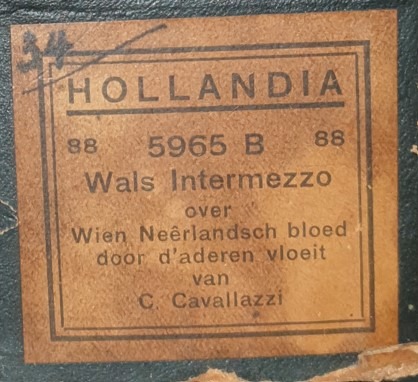 34
HOLLANDIA
88 5965 B 88
Wals Intermezzo
over
Wien Neêrlandsch bloed
door d'aderen vloeit
van
C. Cavallazzi